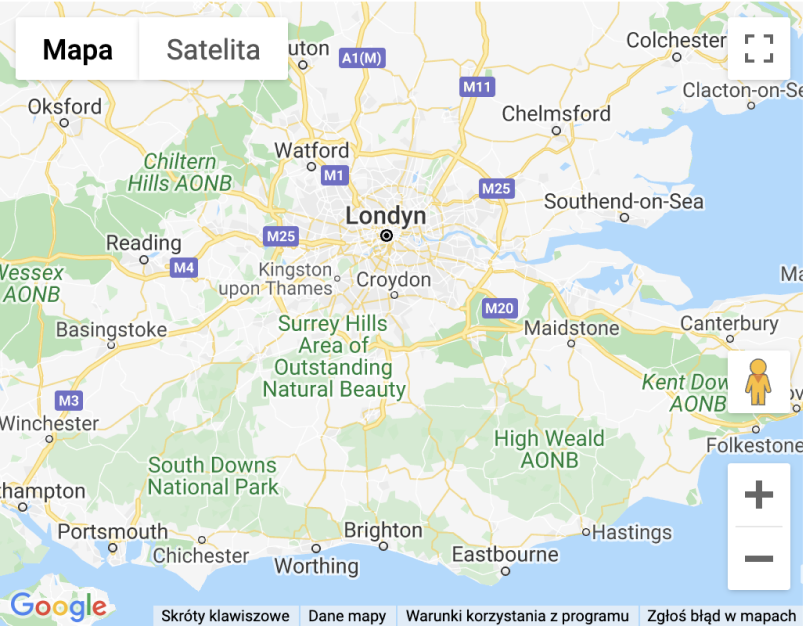 Mapa
Satelita
uton
A1(M)
Colchester
M11
Clacton-on-Se
Oksford
Chelmsford
Watford
Chiltern
Hills AONB
M1
M25
Londyn
Southend-on-Sea
M25
Reading
M4
Kingston
upon Thames
Croydon
Wessex
AONB
Ma
M20
Basingstoke
Surrey Hills
Area of
Outstanding
Natural Beauty
Maidstone
Canterbury
Kent Dow
AONB
ov
M3
Winchester
High Weald
AONB
Folkestone
South Downs
National Park
thampton
Portsmouth
Chichester
Worthing
Brighton
Eastbourne
Hastings
Google
Skróty klawiszowe
Dane mapy
Warunki korzystania z programu
Zgłoś błąd w mapach